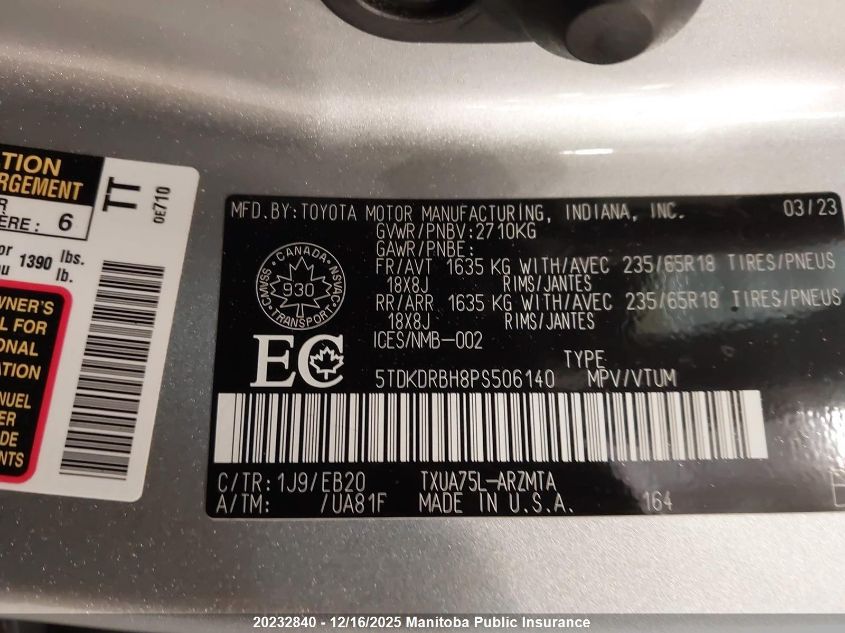 TION
RGEMENT
R
IÈRE: 6
or 1390 lbs.
au lb.
TT
0E710
OWNER'S
L FOR
ONAL
ATION
NUEL
ER
DE
NTS
MFD.BY:TOYOTA MOTOR MANUFACTURING, INDIANA, INC. 03/23
GVWR/PNBV:2710KG
GAWR/PNBE:
FR/AVT 1635 KG WITH/AVEC 235/65R18 TIRES/PNEUS
18X8J RIMS/JANTES
RR/ARR 1635 KG WITH/AVEC 235/65R18 TIRES/PNEUS
18X8J RIMS/JANTES
ICES/NMB-002
CANADA
CMVSS NSVAC
930
TRANSPORT
EC
TYPE
5TDKDRBH8PS506140 MPV/VTUM
C/TR: 1J9/EB20 TXUA75L-ARZMTA
A/TM: /UA81F MADE IN U.S.A. 164
20232840 - 12/16/2025 Manitoba Public Insurance